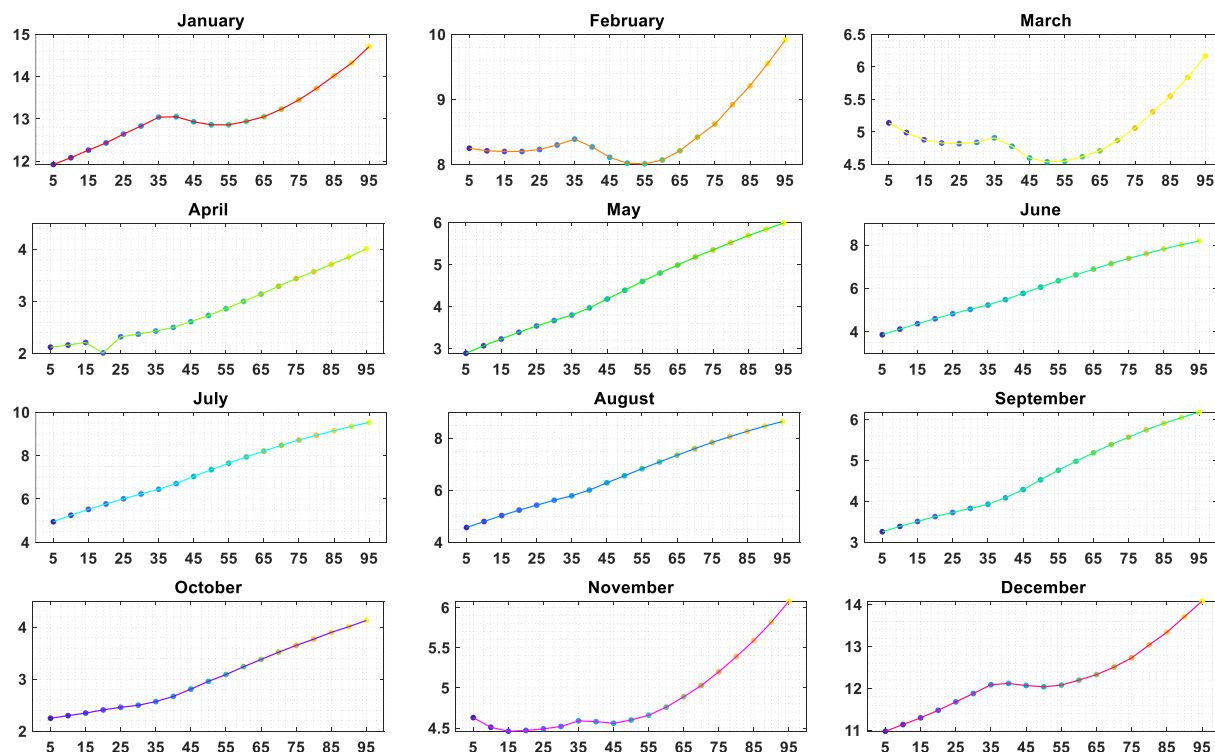 January February March
15 10 6.5
6
14 5.5
9
13 5
12 8 4.5
5 15 25 35 45 55 65 75 85 95 5 15 25 35 45 55 65 75 85 95 5 15 25 35 45 55 65 75 85 95
April May June
6
4 8
5
3 6
4
4
2 3
5 15 25 35 45 55 65 75 85 95 5 15 25 35 45 55 65 75 85 95 5 15 25 35 45 55 65 75 85 95
July August September
10 6
8 8 5
6 6 4
4 4 3
5 15 25 35 45 55 65 75 85 95 5 15 25 35 45 55 65 75 85 95 5 15 25 35 45 55 65 75 85 95
October November December
6 14
4 5.5 13
3 5 12
2 4.5 11
5 15 25 35 45 55 65 75 85 95 5 15 25 35 45 55 65 75 85 95 5 15 25 35 45 55 65 75 85 95